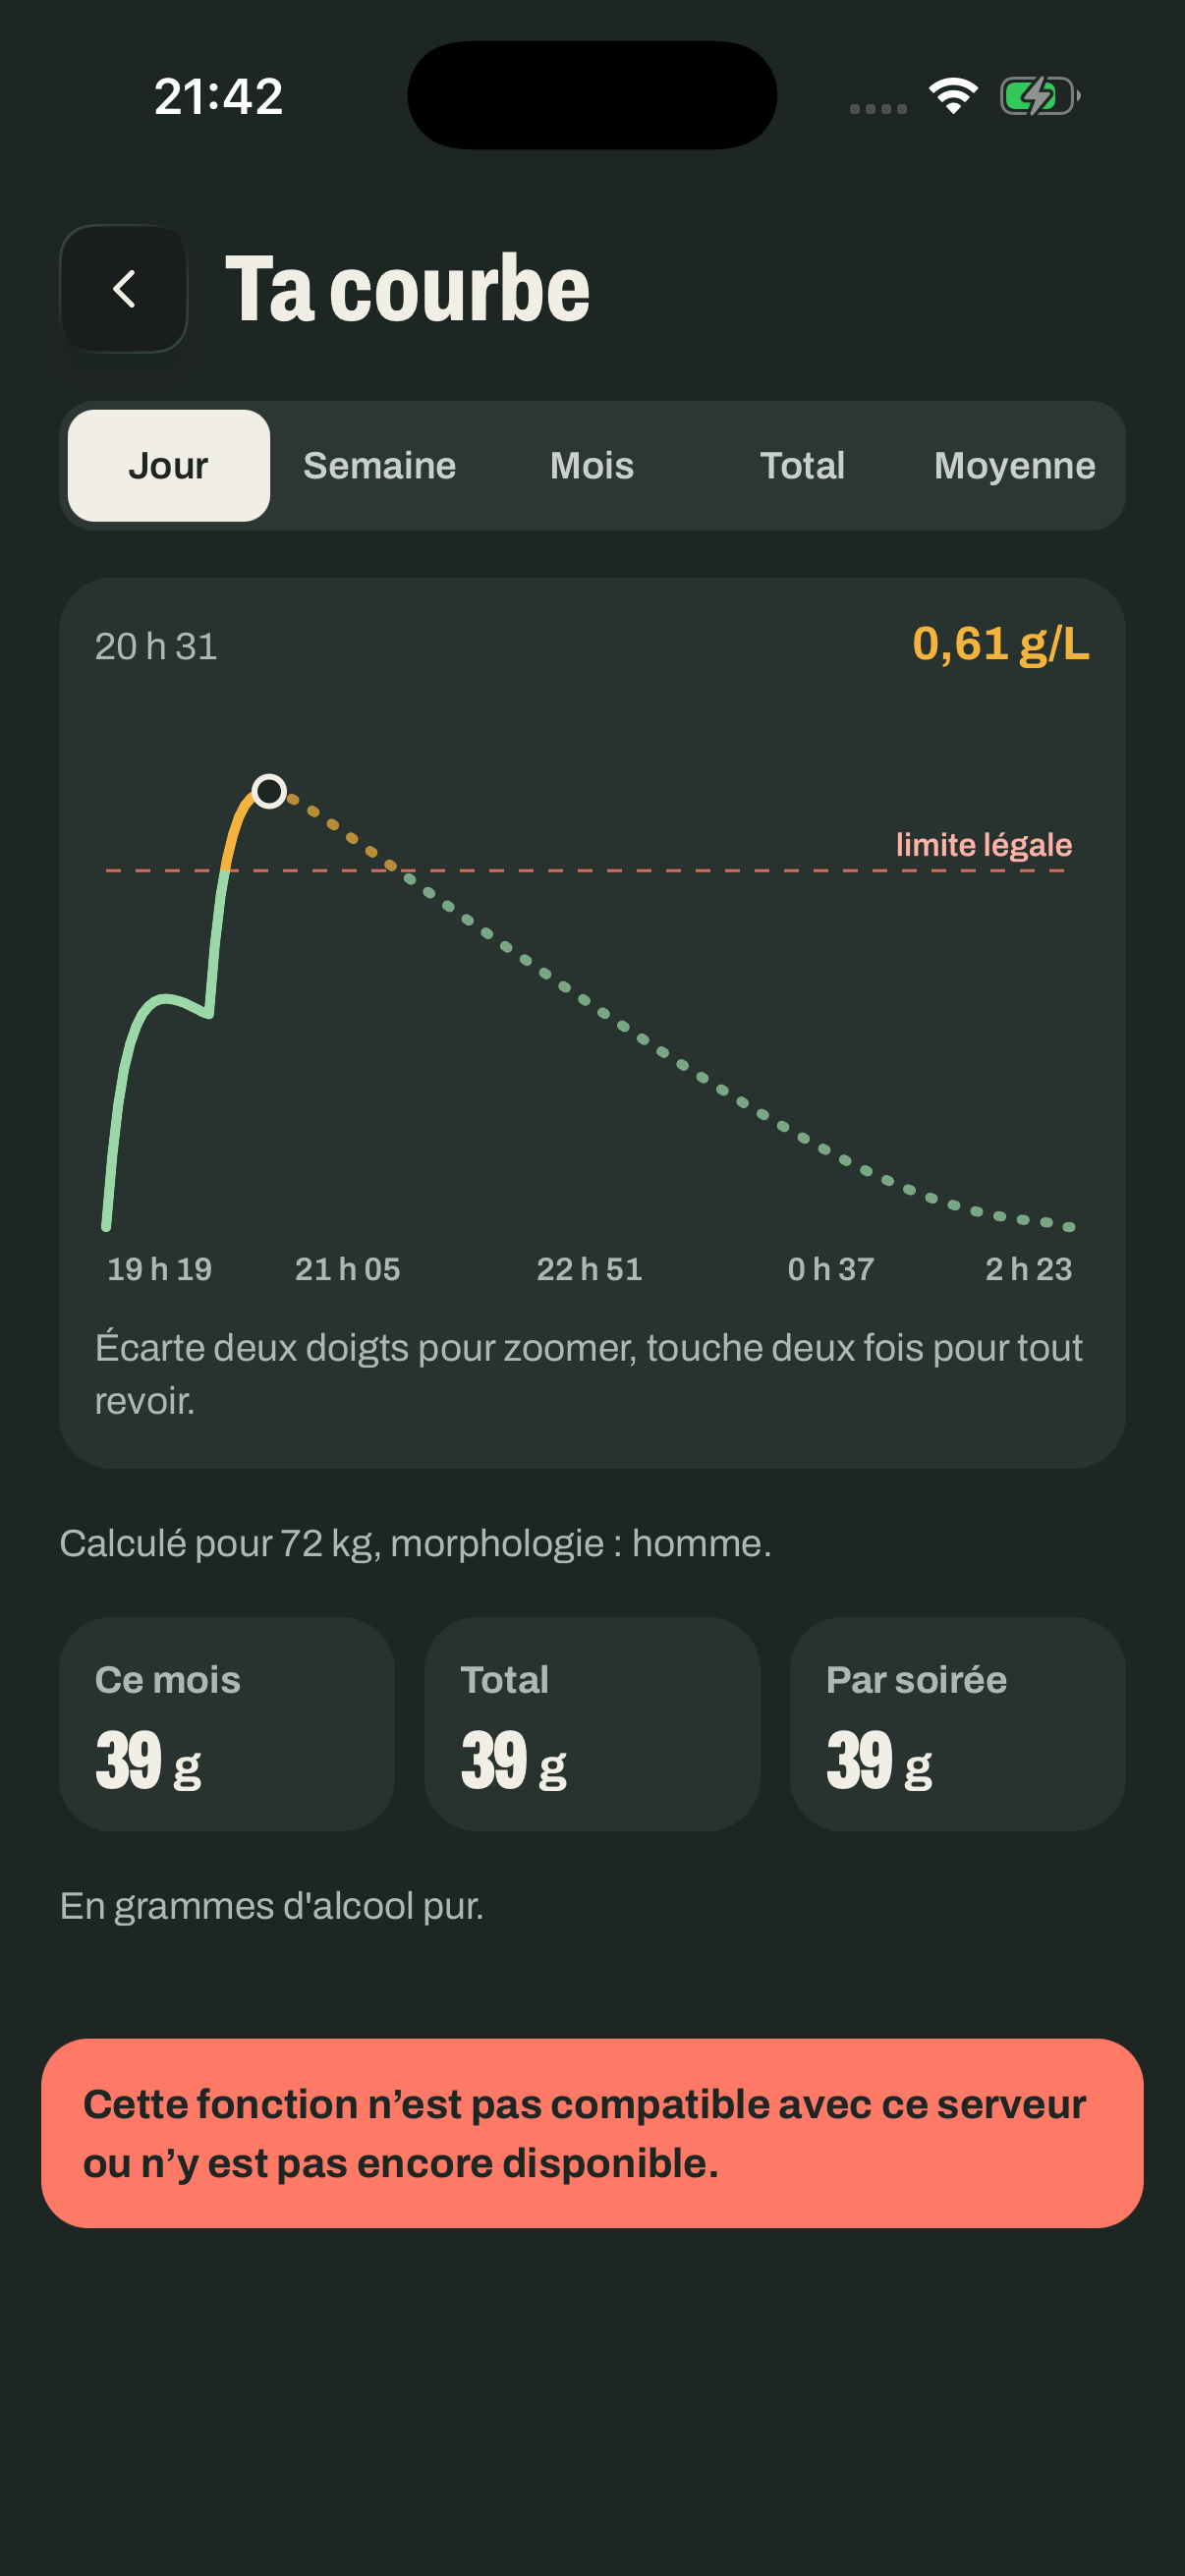 21:42
Ta courbe
Jour Semaine Mois Total Moyenne
20 h 31 0,61 g/L
limite légale
19 h 19 21 h 05 22 h 51 0 h 37 2 h 23
Écarte deux doigts pour zoomer, touche deux fois pour tout
revoir.
Calculé pour 72 kg, morphologie : homme.
Ce mois Total Par soirée
39 g 39 g 39 g
En grammes d'alcool pur.
Cette fonction n’est pas compatible avec ce serveur
ou n’y est pas encore disponible.